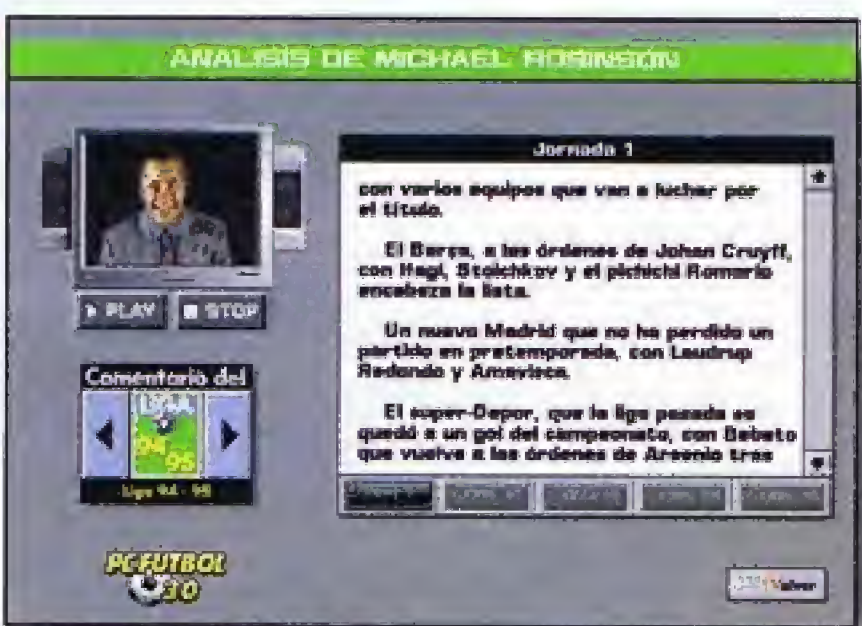 ANALISIS DE MICHAEL ROBINSON
Jornada 1
con varios equipos que van a luchar por
el título.
El Barça, a las órdenes de Johan Cruyff,
con Hagi, Stoichkov y el pichichi Romario
encabeza la lista.
Un nuevo Madrid que no ha perdido un
partido en pretemporada, con Laudrup
Redondo y Amavisca.
El super-Depor, que la liga pasada se
quedó a un gol del campeonato, con Bebeto
que vuelve a las órdenes de Arsenio tras
PLAY
STOP
Comentario del
LIGA
94
95
Liga 94 - 95
PC FUTBOL
3.0
Volver